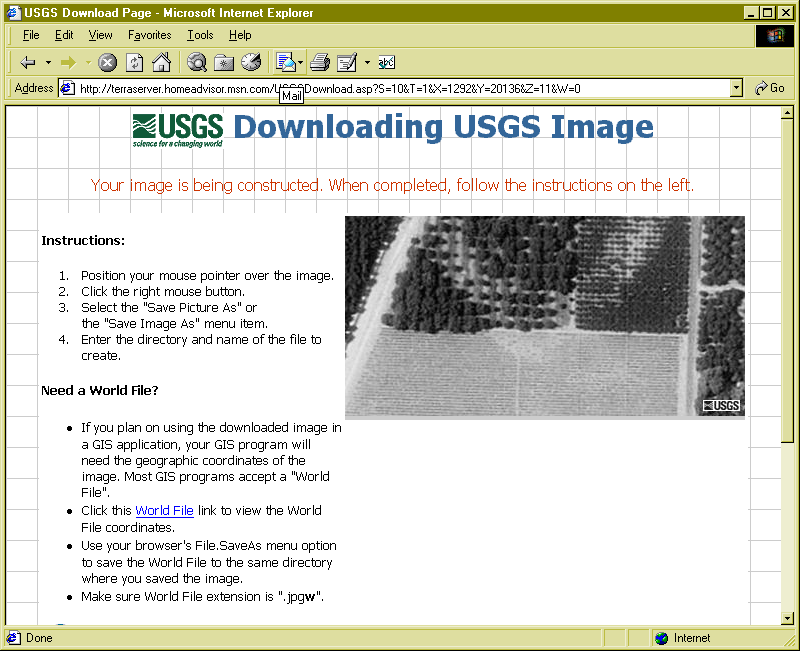 USGS Download Page - Microsoft Internet Explorer
File Edit View Favorites Tools Help
abc
Address http://terraserver.homeadvisor.msn.com/USGSDownload.asp?S=10&T=1&X=1292&Y=20136&Z=11&W=0 Go
Mail
USGS Downloading USGS Image
science for a changing world
Your image is being constructed. When completed, follow the instructions on the left.
Instructions:
1. Position your mouse pointer over the image.
2. Click the right mouse button.
3. Select the "Save Picture As" or
the "Save Image As" menu item.
4. Enter the directory and name of the file to
create.
USGS
Need a World File?
• If you plan on using the downloaded image in
a GIS application, your GIS program will
need the geographic coordinates of the
image. Most GIS programs accept a "World
File".
• Click this World File link to view the World
File coordinates.
• Use your browser's File.SaveAs menu option
to save the World File to the same directory
where you saved the image.
• Make sure World File extension is ".jpgw".
Done Internet